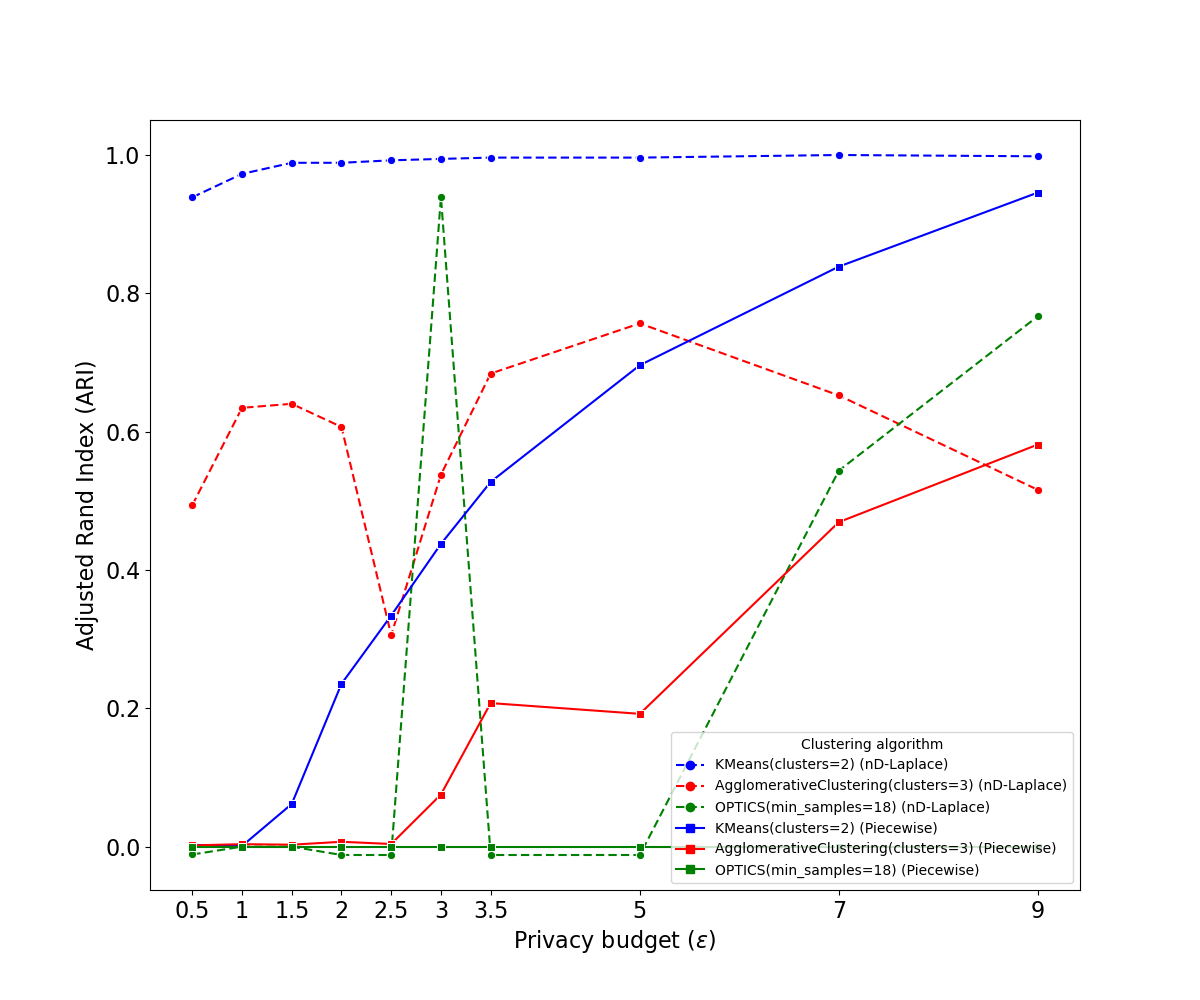 1.0
0.8
0.6
0.4
0.2
0.0
Adjusted Rand Index (ARI)
0.5 1 1.5 2 2.5 3 3.5 5 7 9
Privacy budget (ε)
Clustering algorithm
KMeans(clusters=2) (nD-Laplace)
AgglomerativeClustering(clusters=3) (nD-Laplace)
OPTICS(min_samples=18) (nD-Laplace)
KMeans(clusters=2) (Piecewise)
AgglomerativeClustering(clusters=3) (Piecewise)
OPTICS(min_samples=18) (Piecewise)